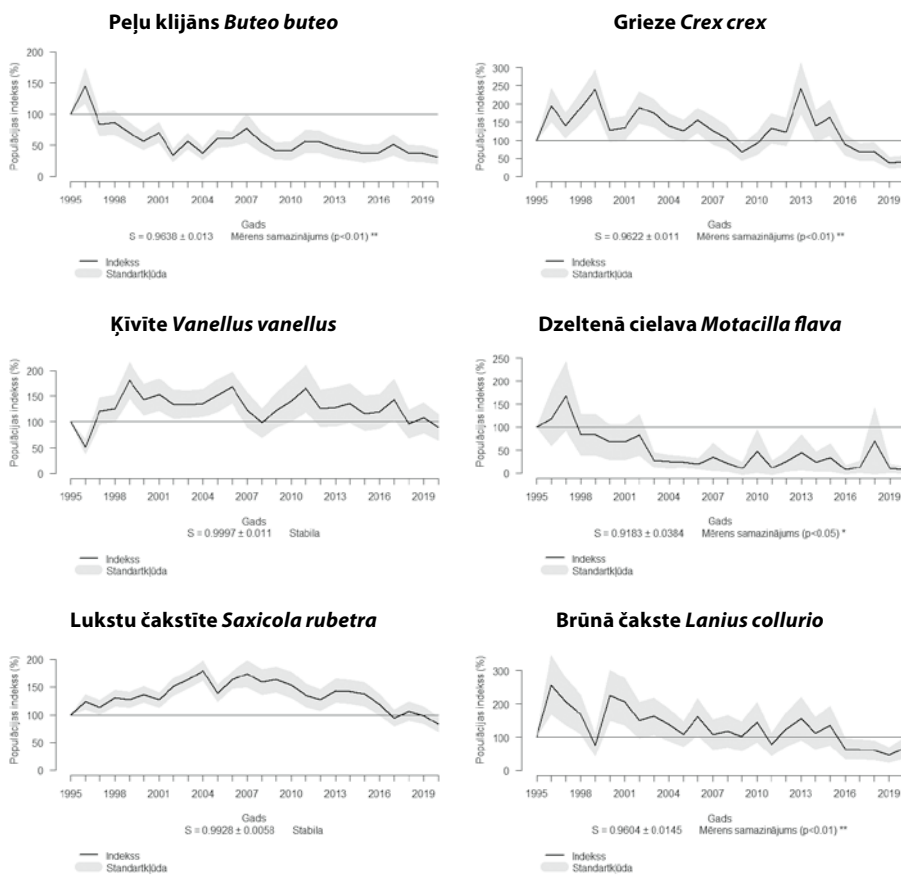 Peļu klijāns Buteo buteo
Populācijas indekss (%)
200
150
100
50
0
1995 1998 2001 2004 2007 2010 2013 2016 2019
Gads
S = 0.9638 ± 0.013 Mērens samazinājums (p<0.01) **
Indekss
Standartkļūda
Grieze Crex crex
Populācijas indekss (%)
300
250
200
150
100
50
0
1995 1998 2001 2004 2007 2010 2013 2016 2019
Gads
S = 0.9622 ± 0.011 Mērens samazinājums (p<0.01) **
Indekss
Standartkļūda
Ķīvīte Vanellus vanellus
Populācijas indekss (%)
200
150
100
50
0
1995 1998 2001 2004 2007 2010 2013 2016 2019
Gads
S = 0.9997 ± 0.011 Stabila
Indekss
Standartkļūda
Dzeltenā cielava Motacilla flava
Populācijas indekss (%)
250
200
150
100
50
0
1995 1998 2001 2004 2007 2010 2013 2016 2019
Gads
S = 0.9183 ± 0.0384 Mērens samazinājums (p<0.05) *
Indekss
Standartkļūda
Lukstu čakstīte Saxicola rubetra
Populācijas indekss (%)
200
150
100
50
0
1995 1998 2001 2004 2007 2010 2013 2016 2019
Gads
S = 0.9928 ± 0.0058 Stabila
Indekss
Standartkļūda
Brūnā čakste Lanius collurio
Populācijas indekss (%)
300
200
100
0
1995 1998 2001 2004 2007 2010 2013 2016 2019
Gads
S = 0.9604 ± 0.0145 Mērens samazinājums (p<0.01) **
Indekss
Standartkļūda